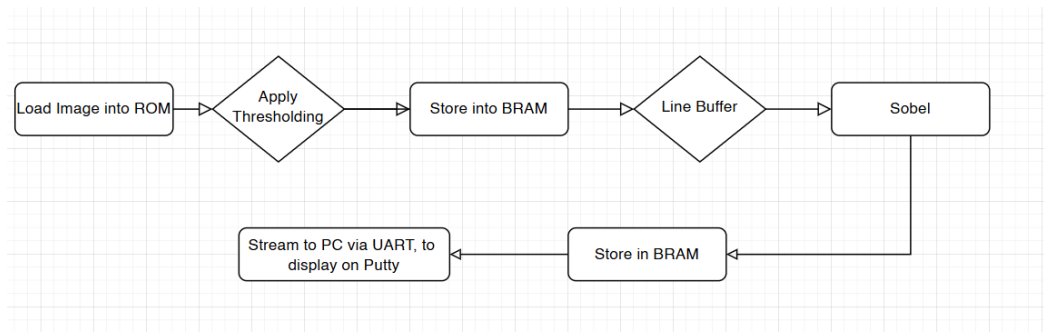 Load Image into ROM
Apply
Thresholding
Store into BRAM
Line Buffer
Sobel
Stream to PC via UART, to
display on Putty
Store in BRAM